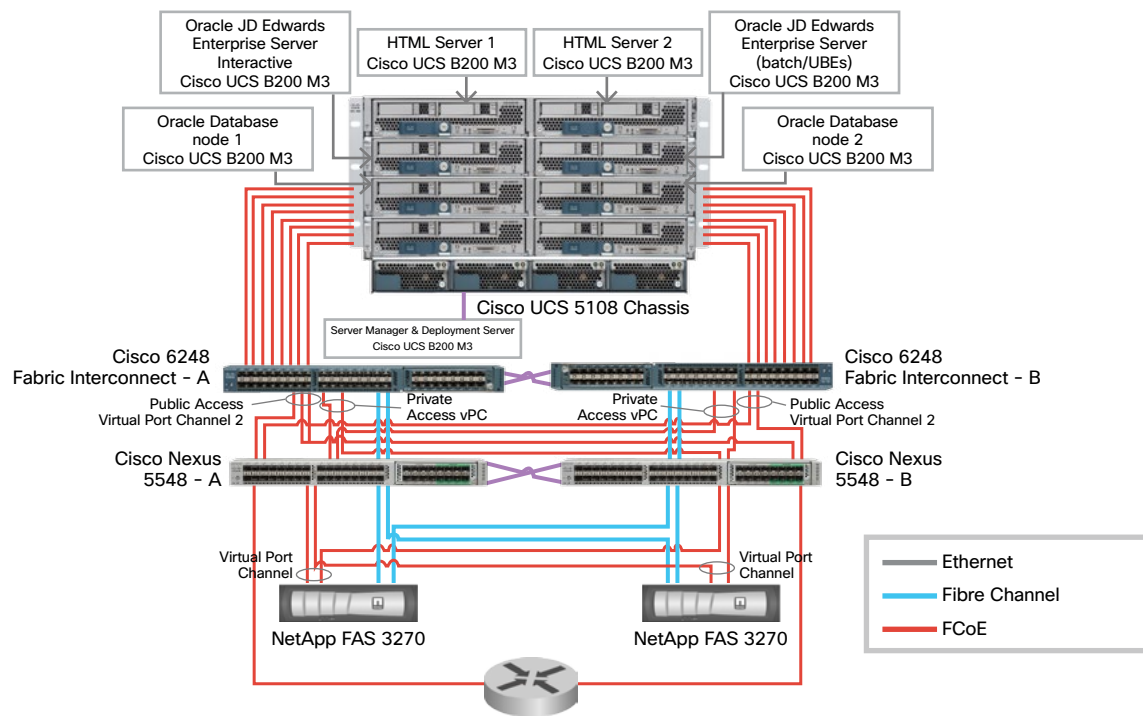 Oracle JD Edwards
Enterprise Server
Interactive
Cisco UCS B200 M3
HTML Server 1
Cisco UCS B200 M3
HTML Server 2
Cisco UCS B200 M3
Oracle JD Edwards
Enterprise Server
(batch/UBEs)
Cisco UCS B200 M3
Oracle Database
node 1
Cisco UCS B200 M3
Oracle Database
node 2
Cisco UCS B200 M3
Cisco UCS 5108 Chassis
Server Manager & Deployment Server
Cisco UCS B200 M3
Cisco 6248
Fabric Interconnect - A
Cisco 6248
Fabric Interconnect - B
Public Access
Virtual Port Channel 2
Private
Access vPC
Private
Access vPC
Public Access
Virtual Port Channel 2
Cisco Nexus
5548 - A
Cisco Nexus
5548 - B
Virtual Port
Channel
Virtual Port
Channel
NetApp FAS 3270
NetApp FAS 3270
Ethernet
Fibre Channel
FCoE